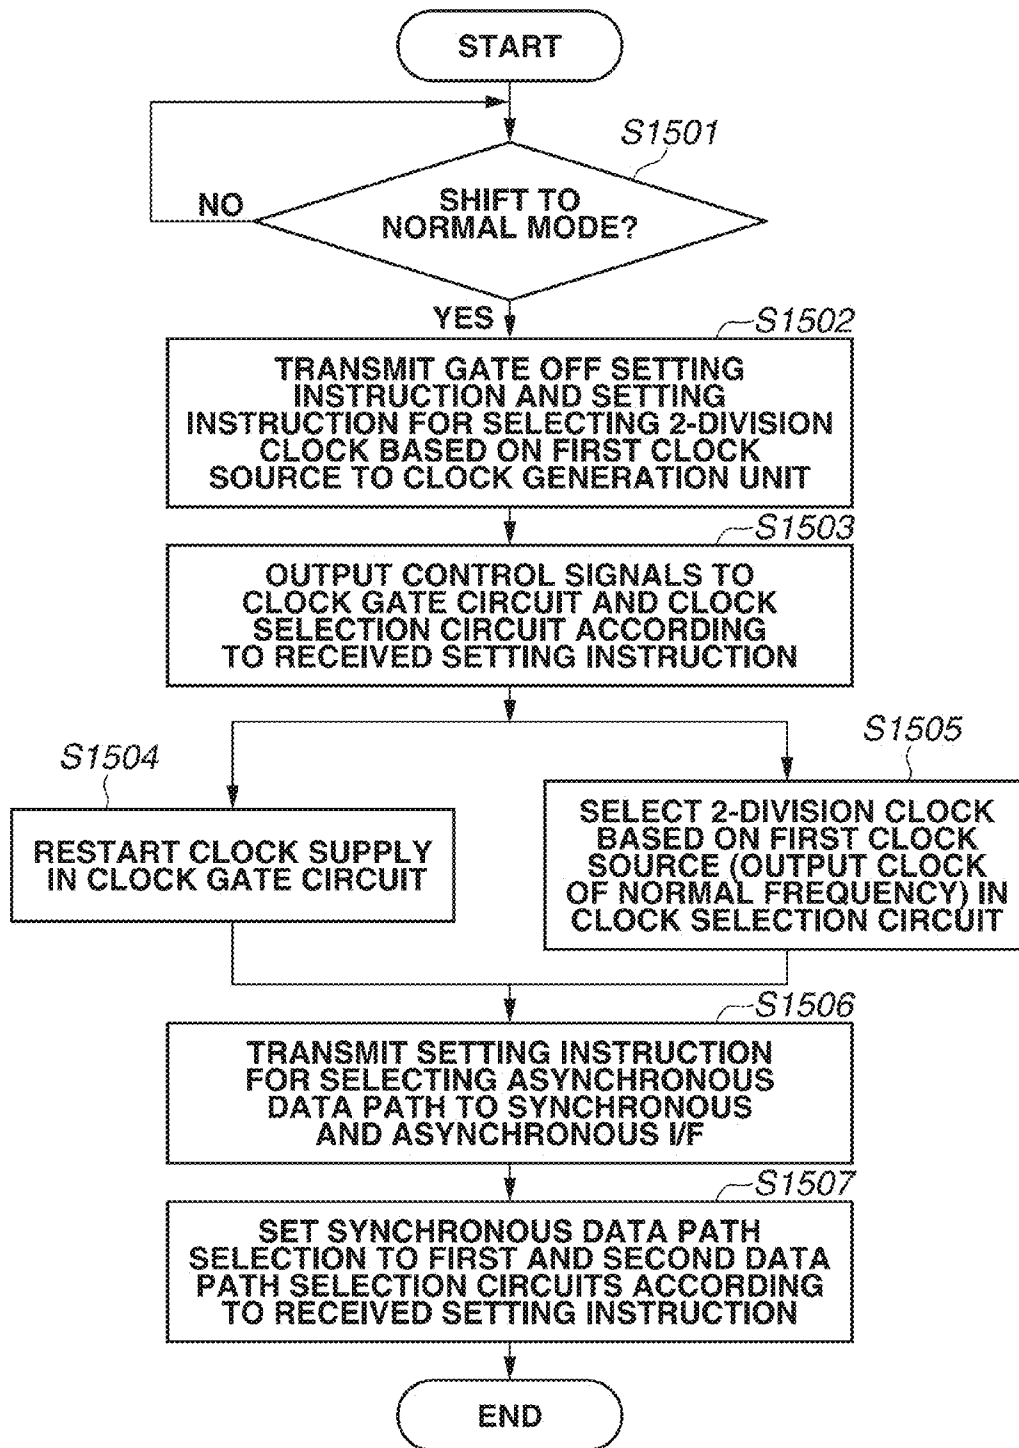 START
S1501
SHIFT TO
NORMAL MODE?
NO
YES
S1502
TRANSMIT GATE OFF SETTING
INSTRUCTION AND SETTING
INSTRUCTION FOR SELECTING 2-DIVISION
CLOCK BASED ON FIRST CLOCK
SOURCE TO CLOCK GENERATION UNIT
S1503
OUTPUT CONTROL SIGNALS TO
CLOCK GATE CIRCUIT AND CLOCK
SELECTION CIRCUIT ACCORDING
TO RECEIVED SETTING INSTRUCTION
S1504
RESTART CLOCK SUPPLY
IN CLOCK GATE CIRCUIT
S1505
SELECT 2-DIVISION CLOCK
BASED ON FIRST CLOCK
SOURCE (OUTPUT CLOCK
OF NORMAL FREQUENCY) IN
CLOCK SELECTION CIRCUIT
S1506
TRANSMIT SETTING INSTRUCTION
FOR SELECTING ASYNCHRONOUS
DATA PATH TO SYNCHRONOUS
AND ASYNCHRONOUS I/F
S1507
SET SYNCHRONOUS DATA PATH
SELECTION TO FIRST AND SECOND DATA
PATH SELECTION CIRCUITS ACCORDING
TO RECEIVED SETTING INSTRUCTION
END